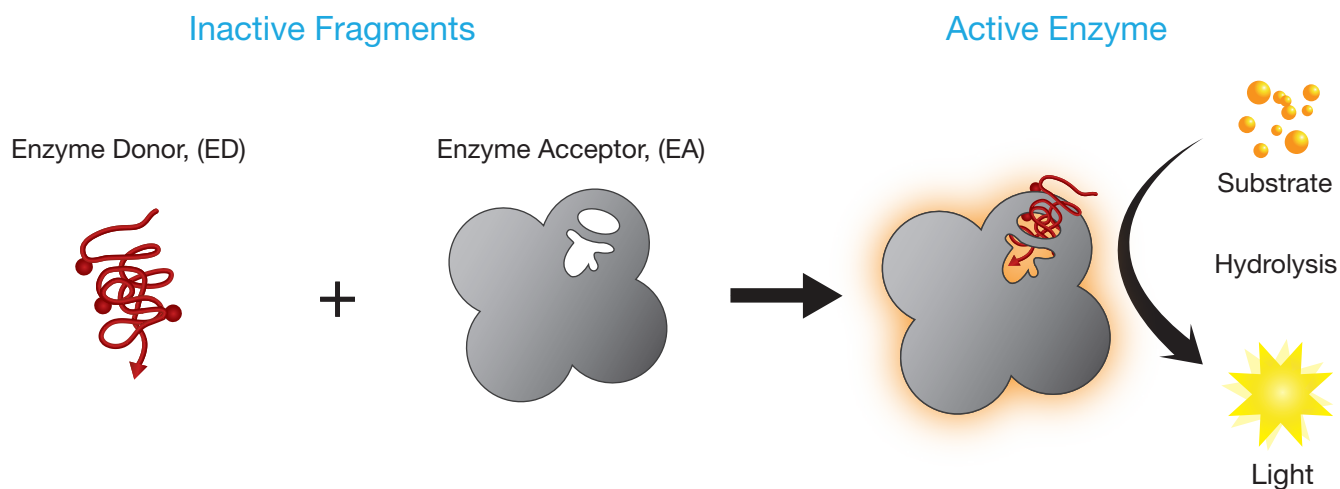 Inactive Fragments
Active Enzyme
Enzyme Donor, (ED)
Enzyme Acceptor, (EA)
+
Substrate
Hydrolysis
Light